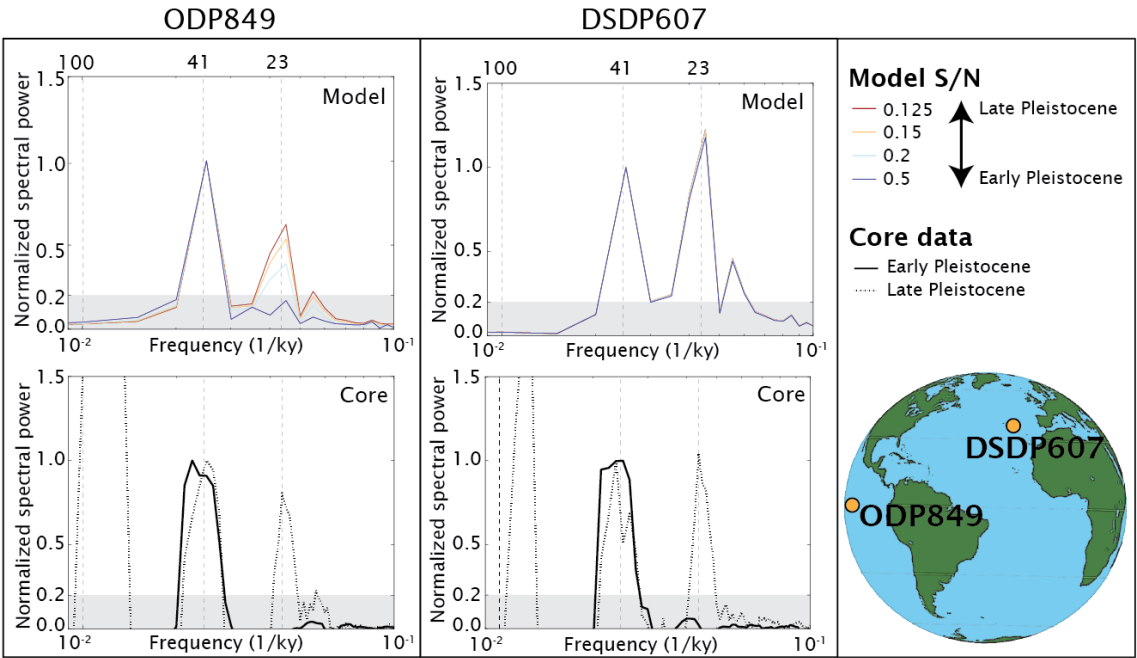 ODP849
DSDP607
100 41 23
1.5
Model
1.0
0.5
0.2
0.0
Normalized spectral power
10-2 Frequency (1/ky) 10-1
100 41 23
1.5
Model
1.0
0.5
0.2
0.0
Normalized spectral power
10-2 Frequency (1/ky) 10-1
Model S/N
0.125
0.15
0.2
0.5
Late Pleistocene
Early Pleistocene
Core data
Early Pleistocene
Late Pleistocene
1.5
Core
1.0
0.5
0.2
0.0
Normalized spectral power
10-2 Frequency (1/ky) 10-1
1.5
Core
1.0
0.5
0.2
0.0
Normalized spectral power
10-2 Frequency (1/ky) 10-1
DSDP607
ODP849